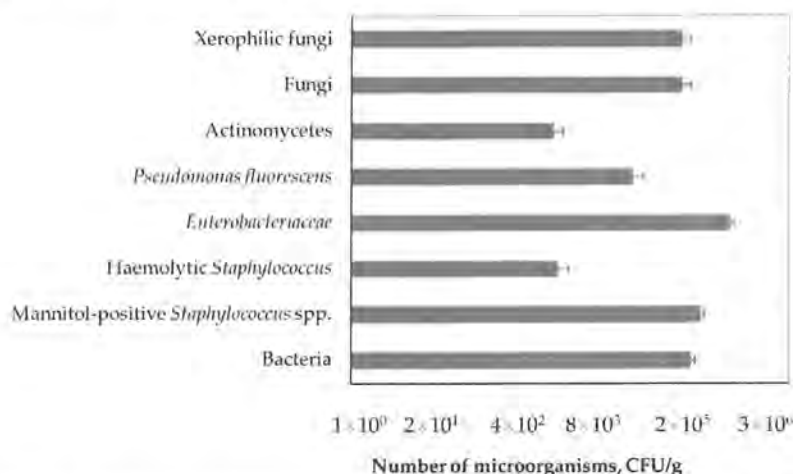 Xerophilic fungi
Fungi
Actinomycetes
Pseudomonas fluorescens
Enterobacteriaceae
Haemolytic Staphylococcus
Mannitol-positive Staphylococcus spp.
Bacteria
1×10⁰ 2×10¹ 4×10² 8×10³ 2×10⁵ 3×10⁶
Number of microorganisms, CFU/g